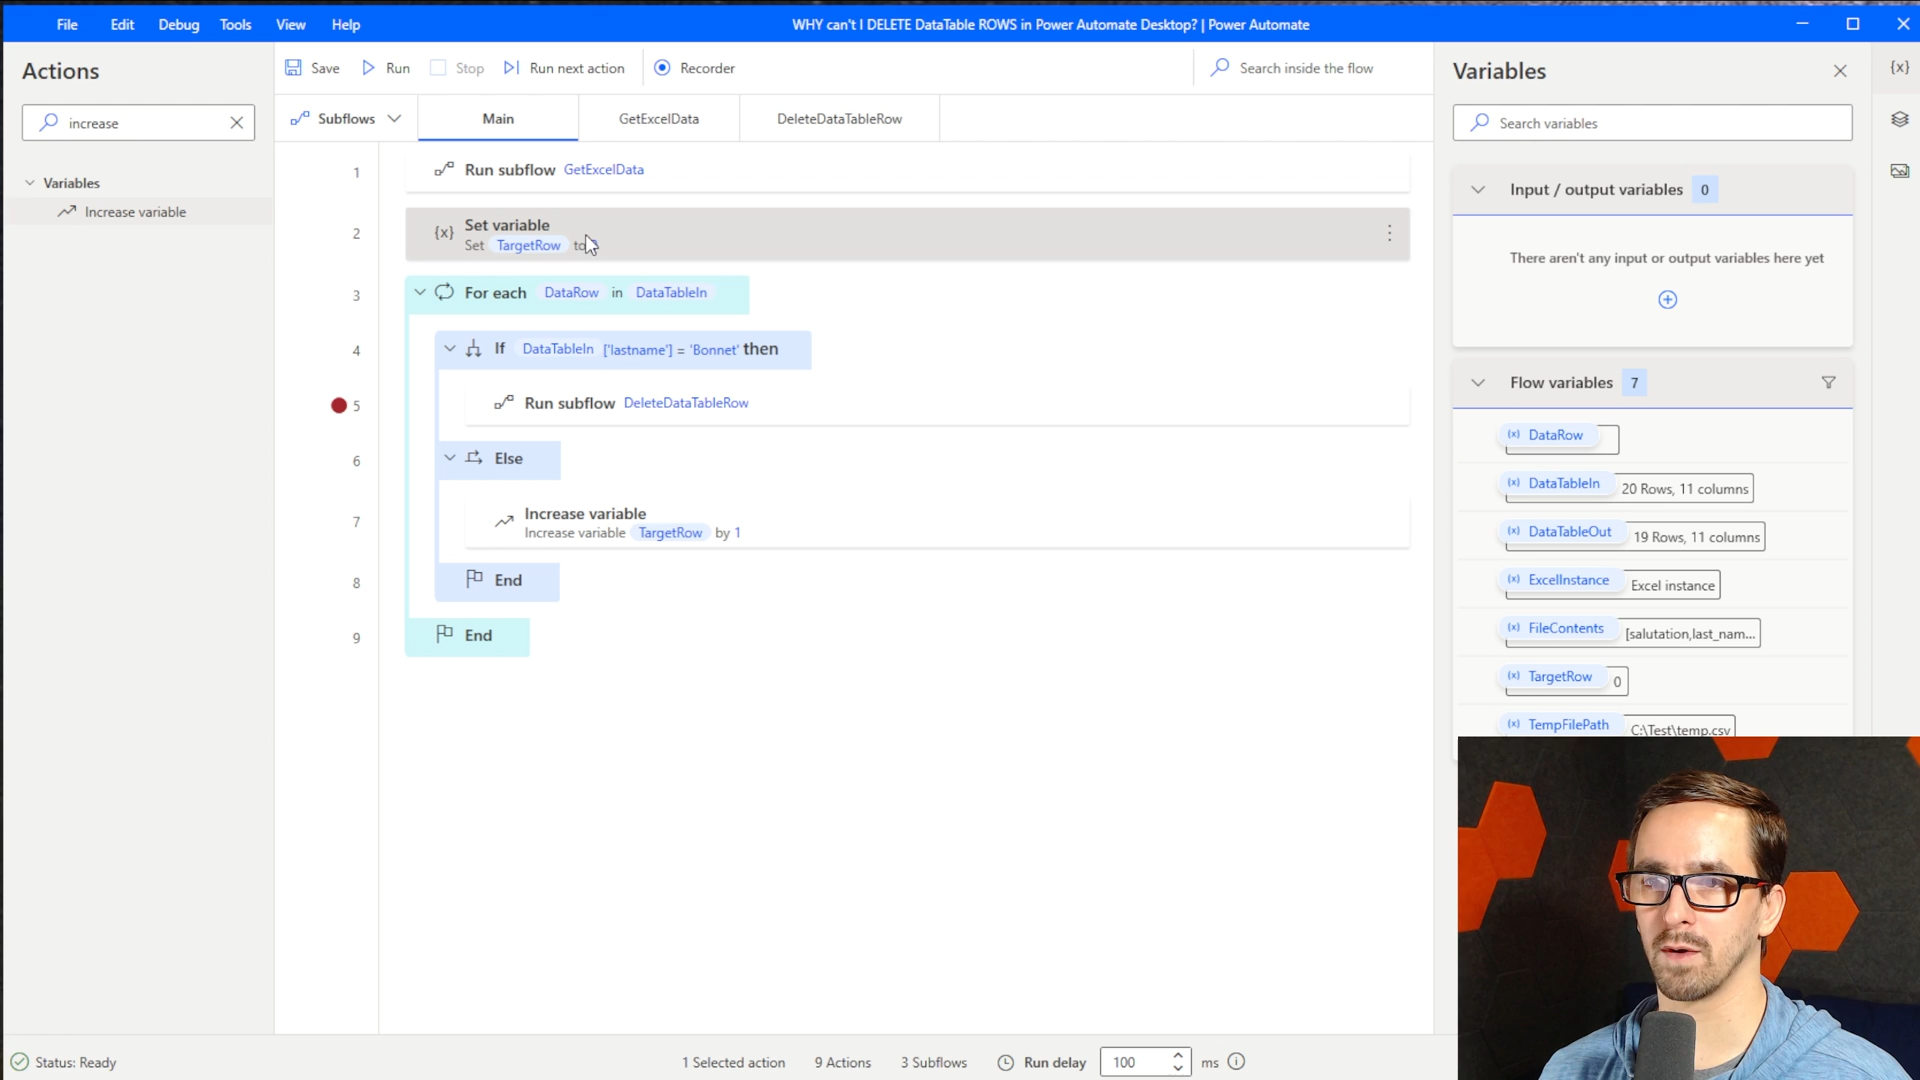 File Edit Debug Tools View Help WHY can't I DELETE DataTable ROWS in Power Automate Desktop? | Power Automate
Actions
increase
Variables
Increase variable
Save Run Stop Run next action Recorder Search inside the flow
Subflows Main GetExcelData DeleteDataTableRow
1 Run subflow GetExcelData
2 {x} Set variable
Set TargetRow to
3 For each DataRow in DataTableIn
4 If DataTableIn ['lastname'] = 'Bonnet' then
5 Run subflow DeleteDataTableRow
6 Else
7 Increase variable
Increase variable TargetRow by 1
8 End
9 End
Variables
{x}
Search variables
Input / output variables 0
There aren't any input or output variables here yet
Flow variables 7
(x) DataRow
(x) DataTableIn 20 Rows, 11 columns
(x) DataTableOut 19 Rows, 11 columns
(x) ExcelInstance Excel instance
(x) FileContents [salutation,last_nam...
(x) TargetRow 0
(x) TempFilePath C:\Test\temp.csv
Status: Ready 1 Selected action 9 Actions 3 Subflows Run delay 100 ms